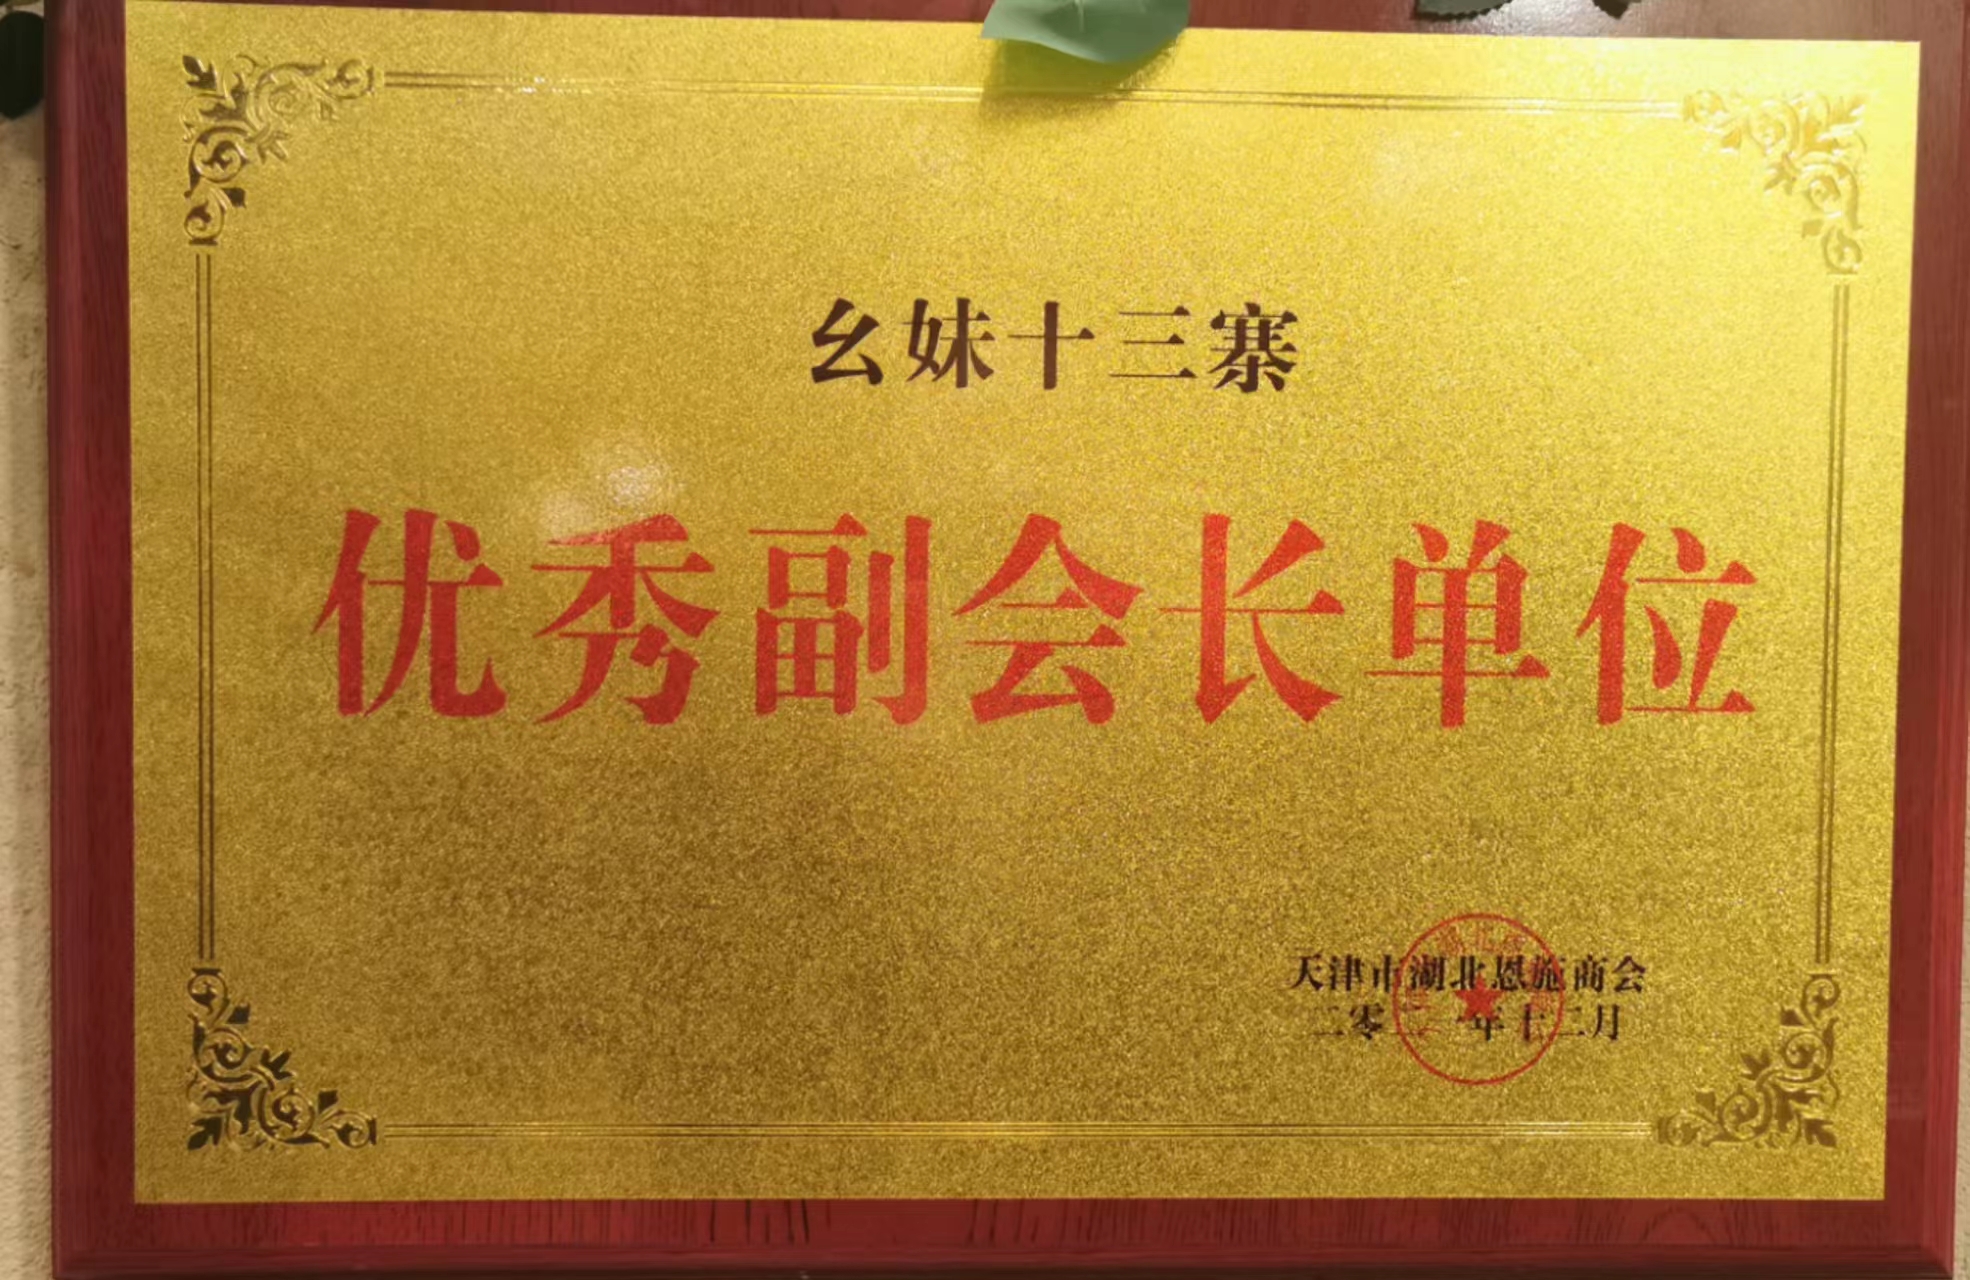 幺妹十三寨
优秀副会长单位
天津市湖北恩施商会
二零二一年十二月